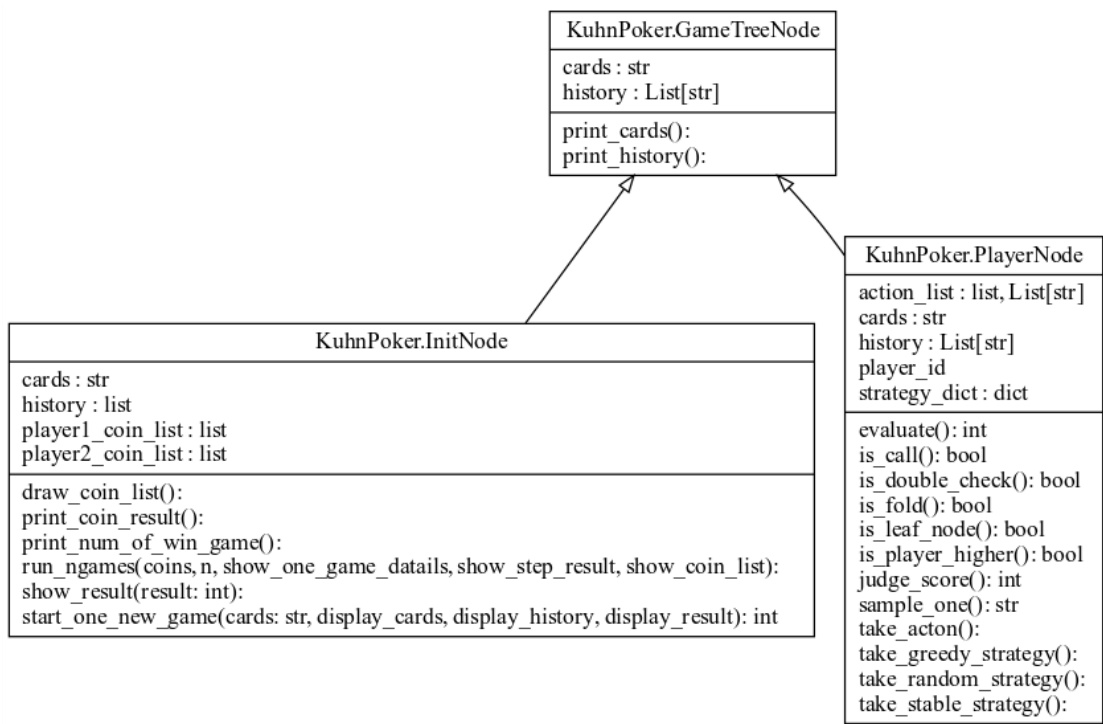 KuhnPoker.GameTreeNode
cards : str
history : List[str]
print_cards():
print_history():
KuhnPoker.InitNode
cards : str
history : list
player1_coin_list : list
player2_coin_list : list
draw_coin_list():
print_coin_result():
print_num_of_win_game():
run_ngames(coins, n, show_one_game_datails, show_step_result, show_coin_list):
show_result(result: int):
start_one_new_game(cards: str, display_cards, display_history, display_result): int
KuhnPoker.PlayerNode
action_list : list, List[str]
cards : str
history : List[str]
player_id
strategy_dict : dict
evaluate(): int
is_call(): bool
is_double_check(): bool
is_fold(): bool
is_leaf_node(): bool
is_player_higher(): bool
judge_score(): int
sample_one(): str
take_acton():
take_greedy_strategy():
take_random_strategy():
take_stable_strategy():